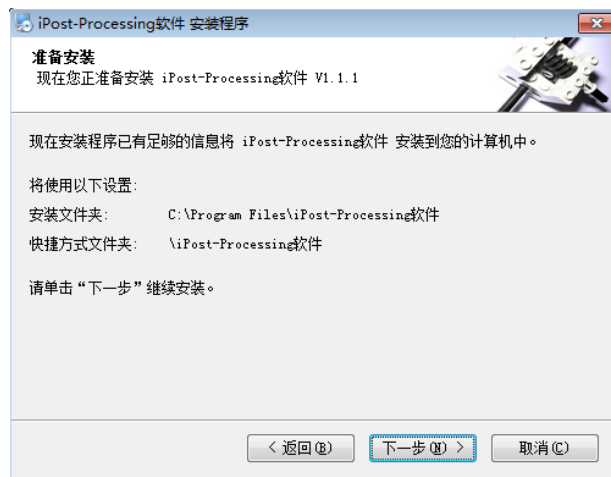 iPost-Processing软件 安装程序
准备安装
现在您正准备安装 iPost-Processing软件 V1.1.1
现在安装程序已有足够的信息将 iPost-Processing软件 安装到您的计算机中。
将使用以下设置:
安装文件夹: C:\Program Files\iPost-Processing软件
快捷方式文件夹: \iPost-Processing软件
请单击“下一步”继续安装。
< 返回(B) 下一步(N) > 取消(C)